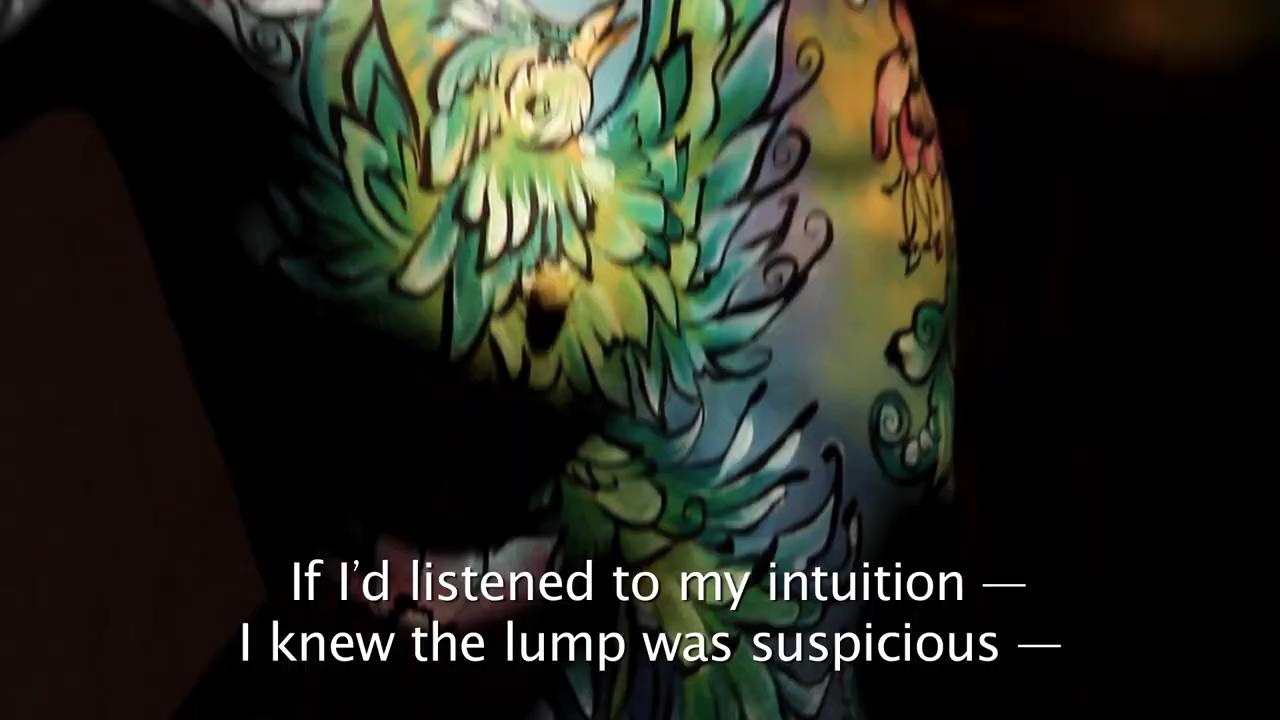 If I’d listened to my intuition —
I knew the lump was suspicious —